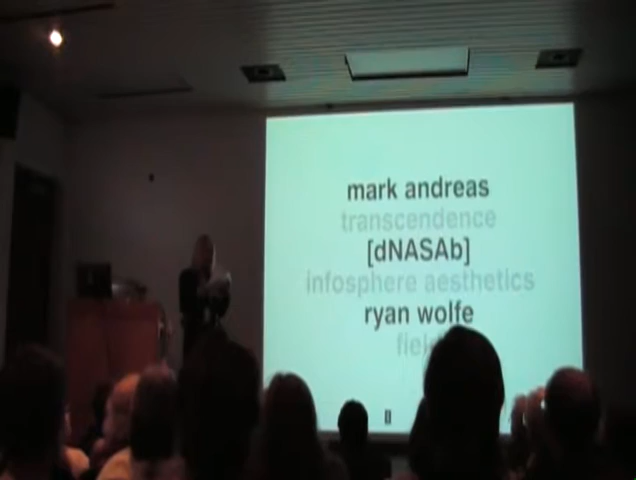 mark andreas
transcendence
[dNASAb]
infosphere aesthetics
ryan wolfe